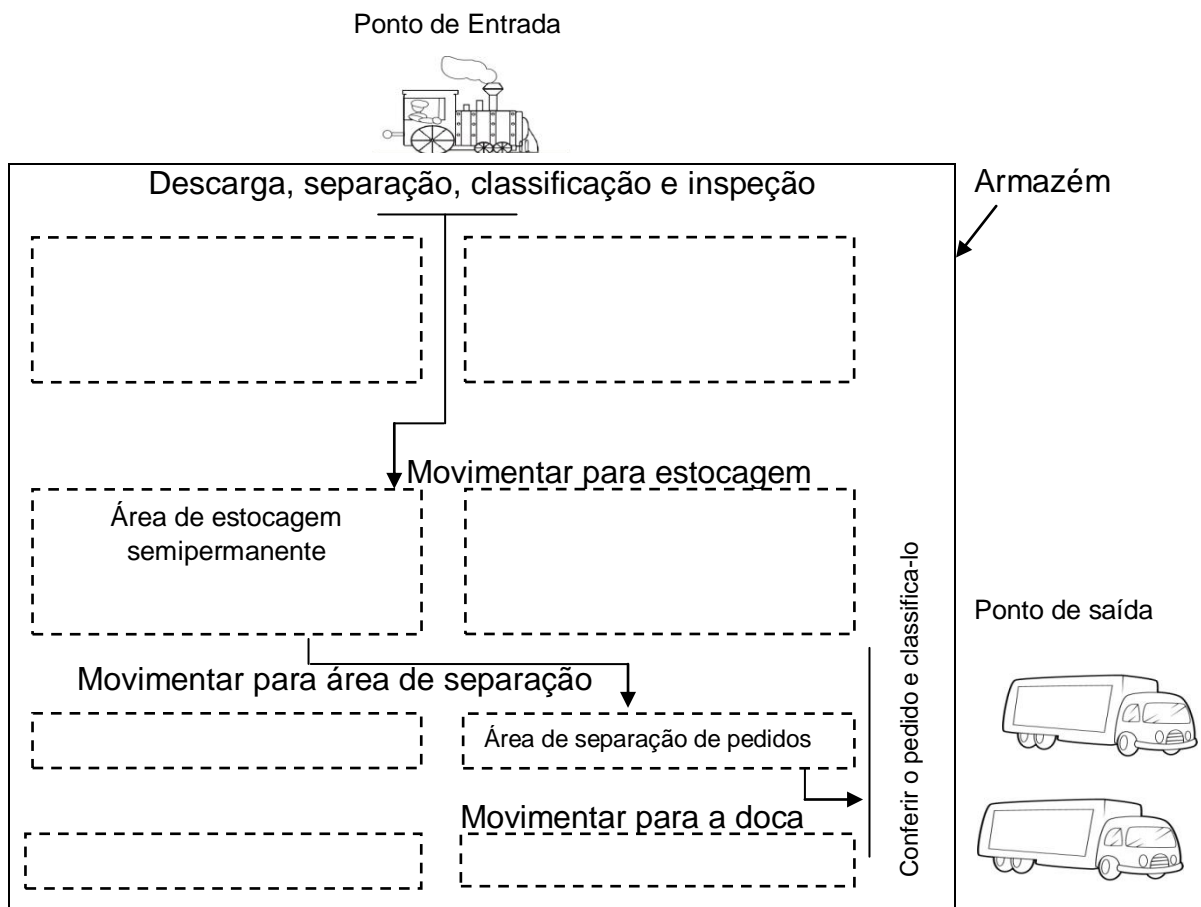 Ponto de Entrada
Descarga, separação, classificação e inspeção
Armazém
Movimentar para estocagem
Área de estocagem
semipermanente
Conferir o pedido e classifica-lo
Ponto de saída
Movimentar para área de separação
Área de separação de pedidos
Movimentar para a doca